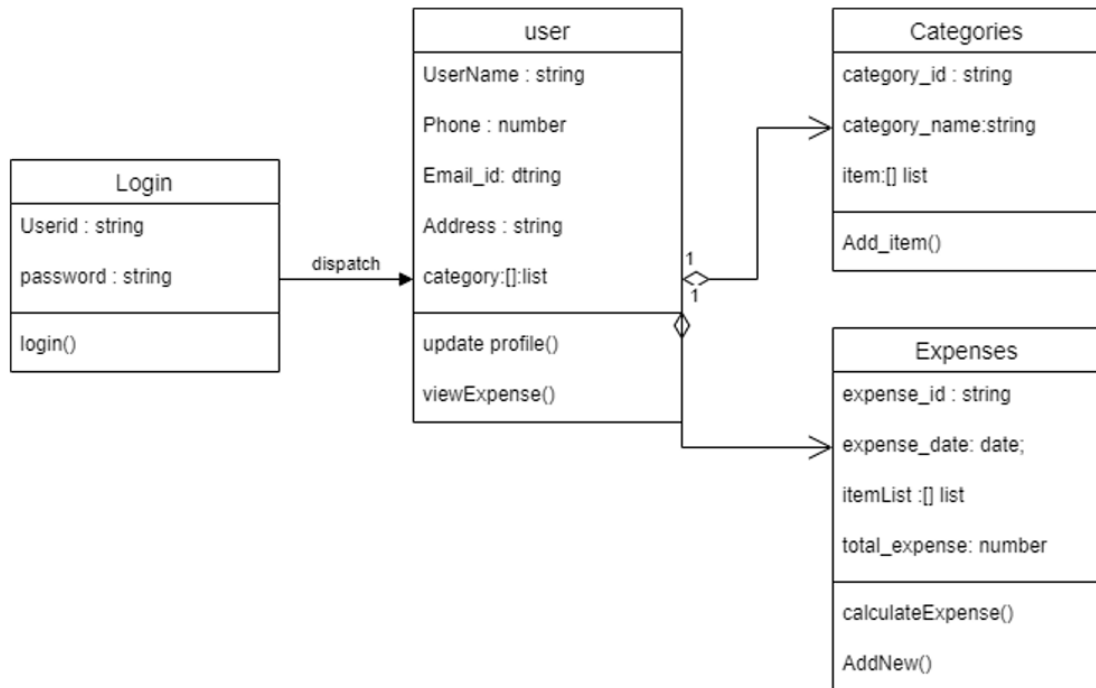 Login
Userid : string
password : string
login()
dispatch
user
UserName : string
Phone : number
Email_id: dtring
Address : string
category:[]:list
update profile()
viewExpense()
1
1
Categories
category_id : string
category_name:string
item:[] list
Add_item()
Expenses
expense_id : string
expense_date: date;
itemList :[] list
total_expense: number
calculateExpense()
AddNew()